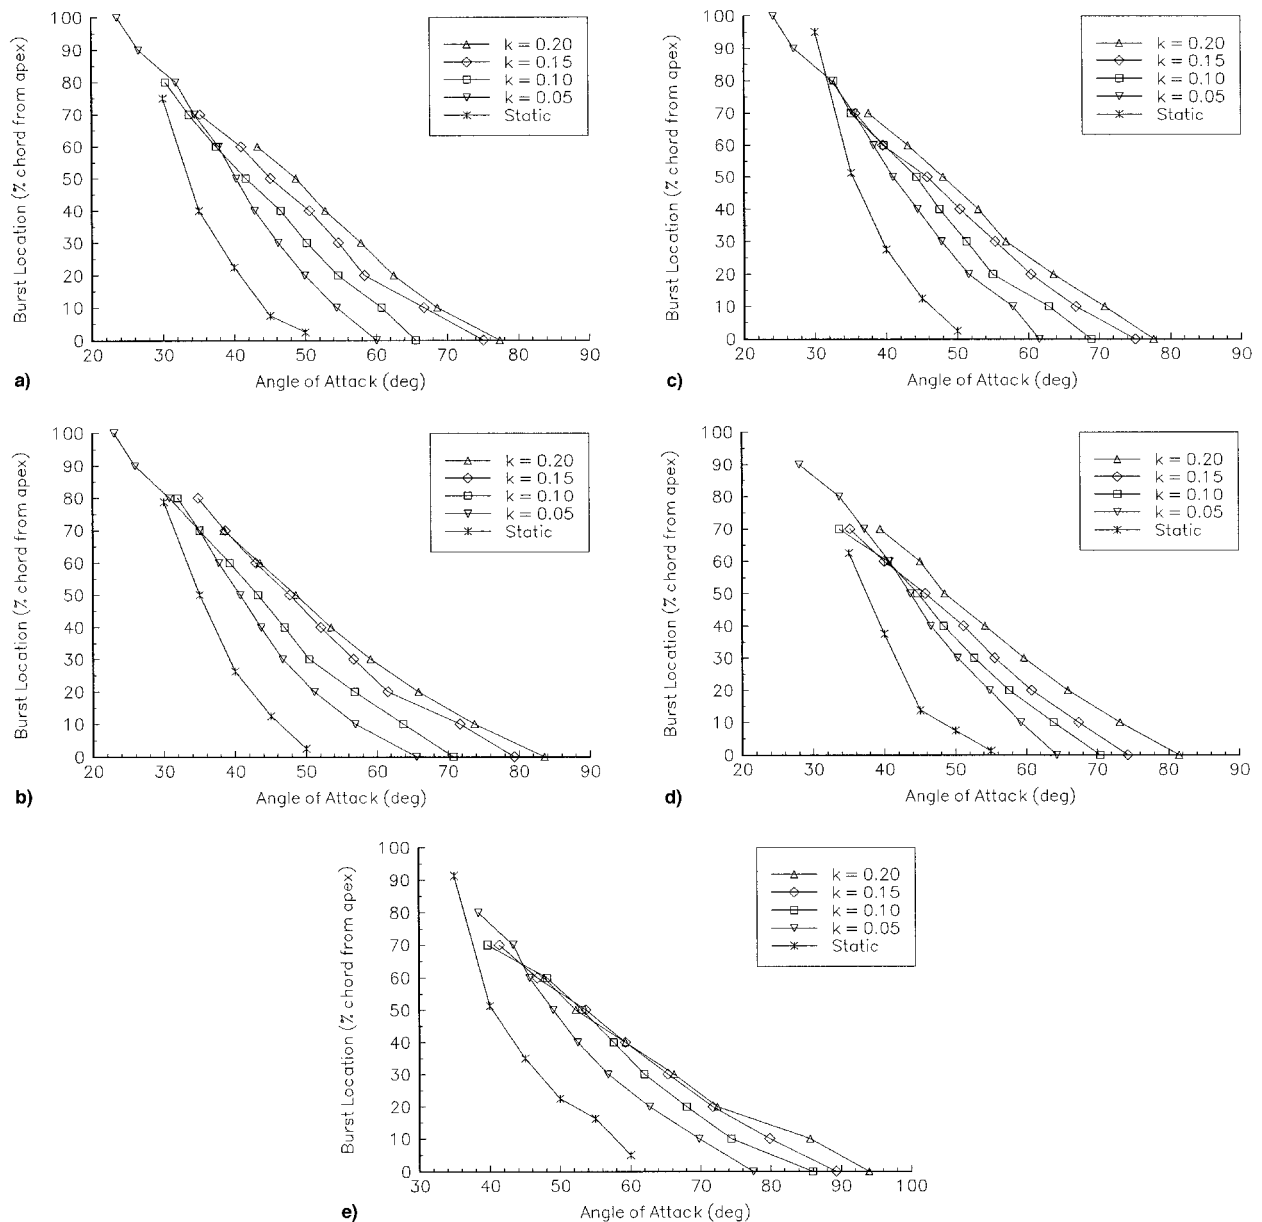 100
90
80
70
60
50
40
30
20
10
0
Burst Location (% chord from apex)
20 30 40 50 60 70 80 90
Angle of Attack (deg)
k = 0.20
k = 0.15
k = 0.10
k = 0.05
Static
a)
100
90
80
70
60
50
40
30
20
10
0
Burst Location (% chord from apex)
20 30 40 50 60 70 80 90
Angle of Attack (deg)
k = 0.20
k = 0.15
k = 0.10
k = 0.05
Static
c)
100
90
80
70
60
50
40
30
20
10
0
Burst Location (% chord from apex)
20 30 40 50 60 70 80 90
Angle of Attack (deg)
k = 0.20
k = 0.15
k = 0.10
k = 0.05
Static
b)
100
90
80
70
60
50
40
30
20
10
0
Burst Location (% chord from apex)
20 30 40 50 60 70 80 90
Angle of Attack (deg)
k = 0.20
k = 0.15
k = 0.10
k = 0.05
Static
d)
100
90
80
70
60
50
40
30
20
10
0
Burst Location (% chord from apex)
30 40 50 60 70 80 90 100
Angle of Attack (deg)
k = 0.20
k = 0.15
k = 0.10
k = 0.05
Static
e)